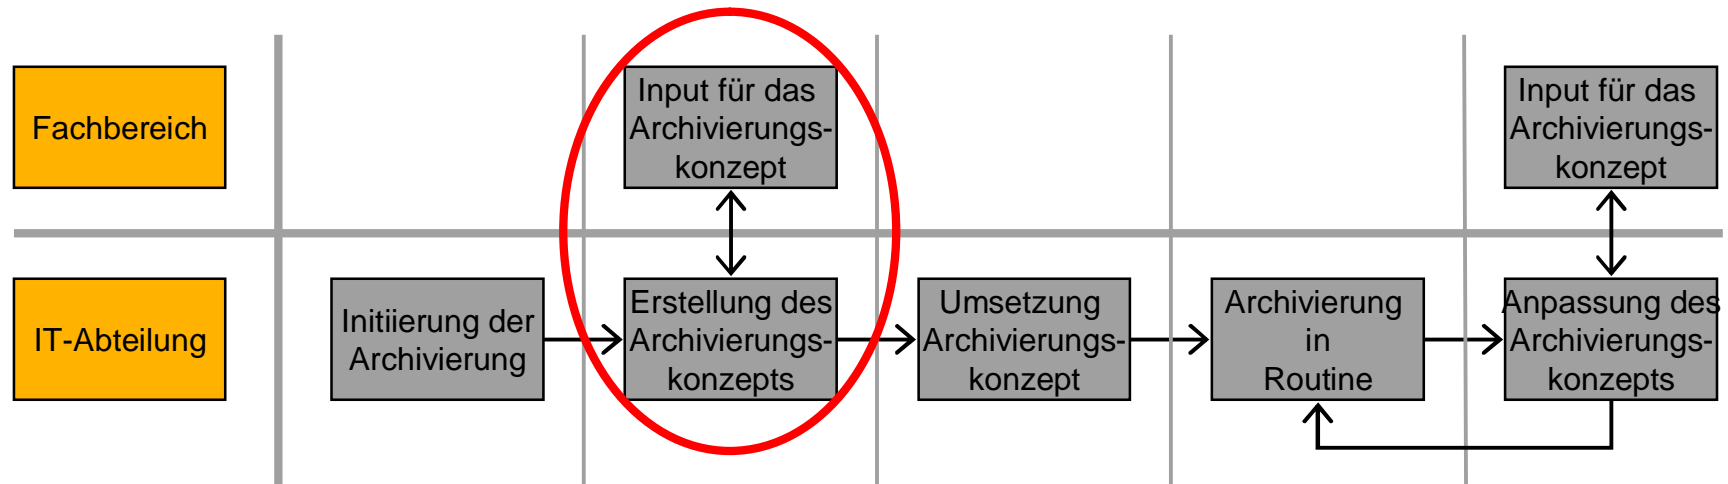 Fachbereich
Input für das
Archivierungs-
konzept
Input für das
Archivierungs-
konzept
IT-Abteilung
Initiierung der
Archivierung
Erstellung des
Archivierungs-
konzepts
Umsetzung
Archivierungs-
konzept
Archivierung
in
Routine
Anpassung des
Archivierungs-
konzepts